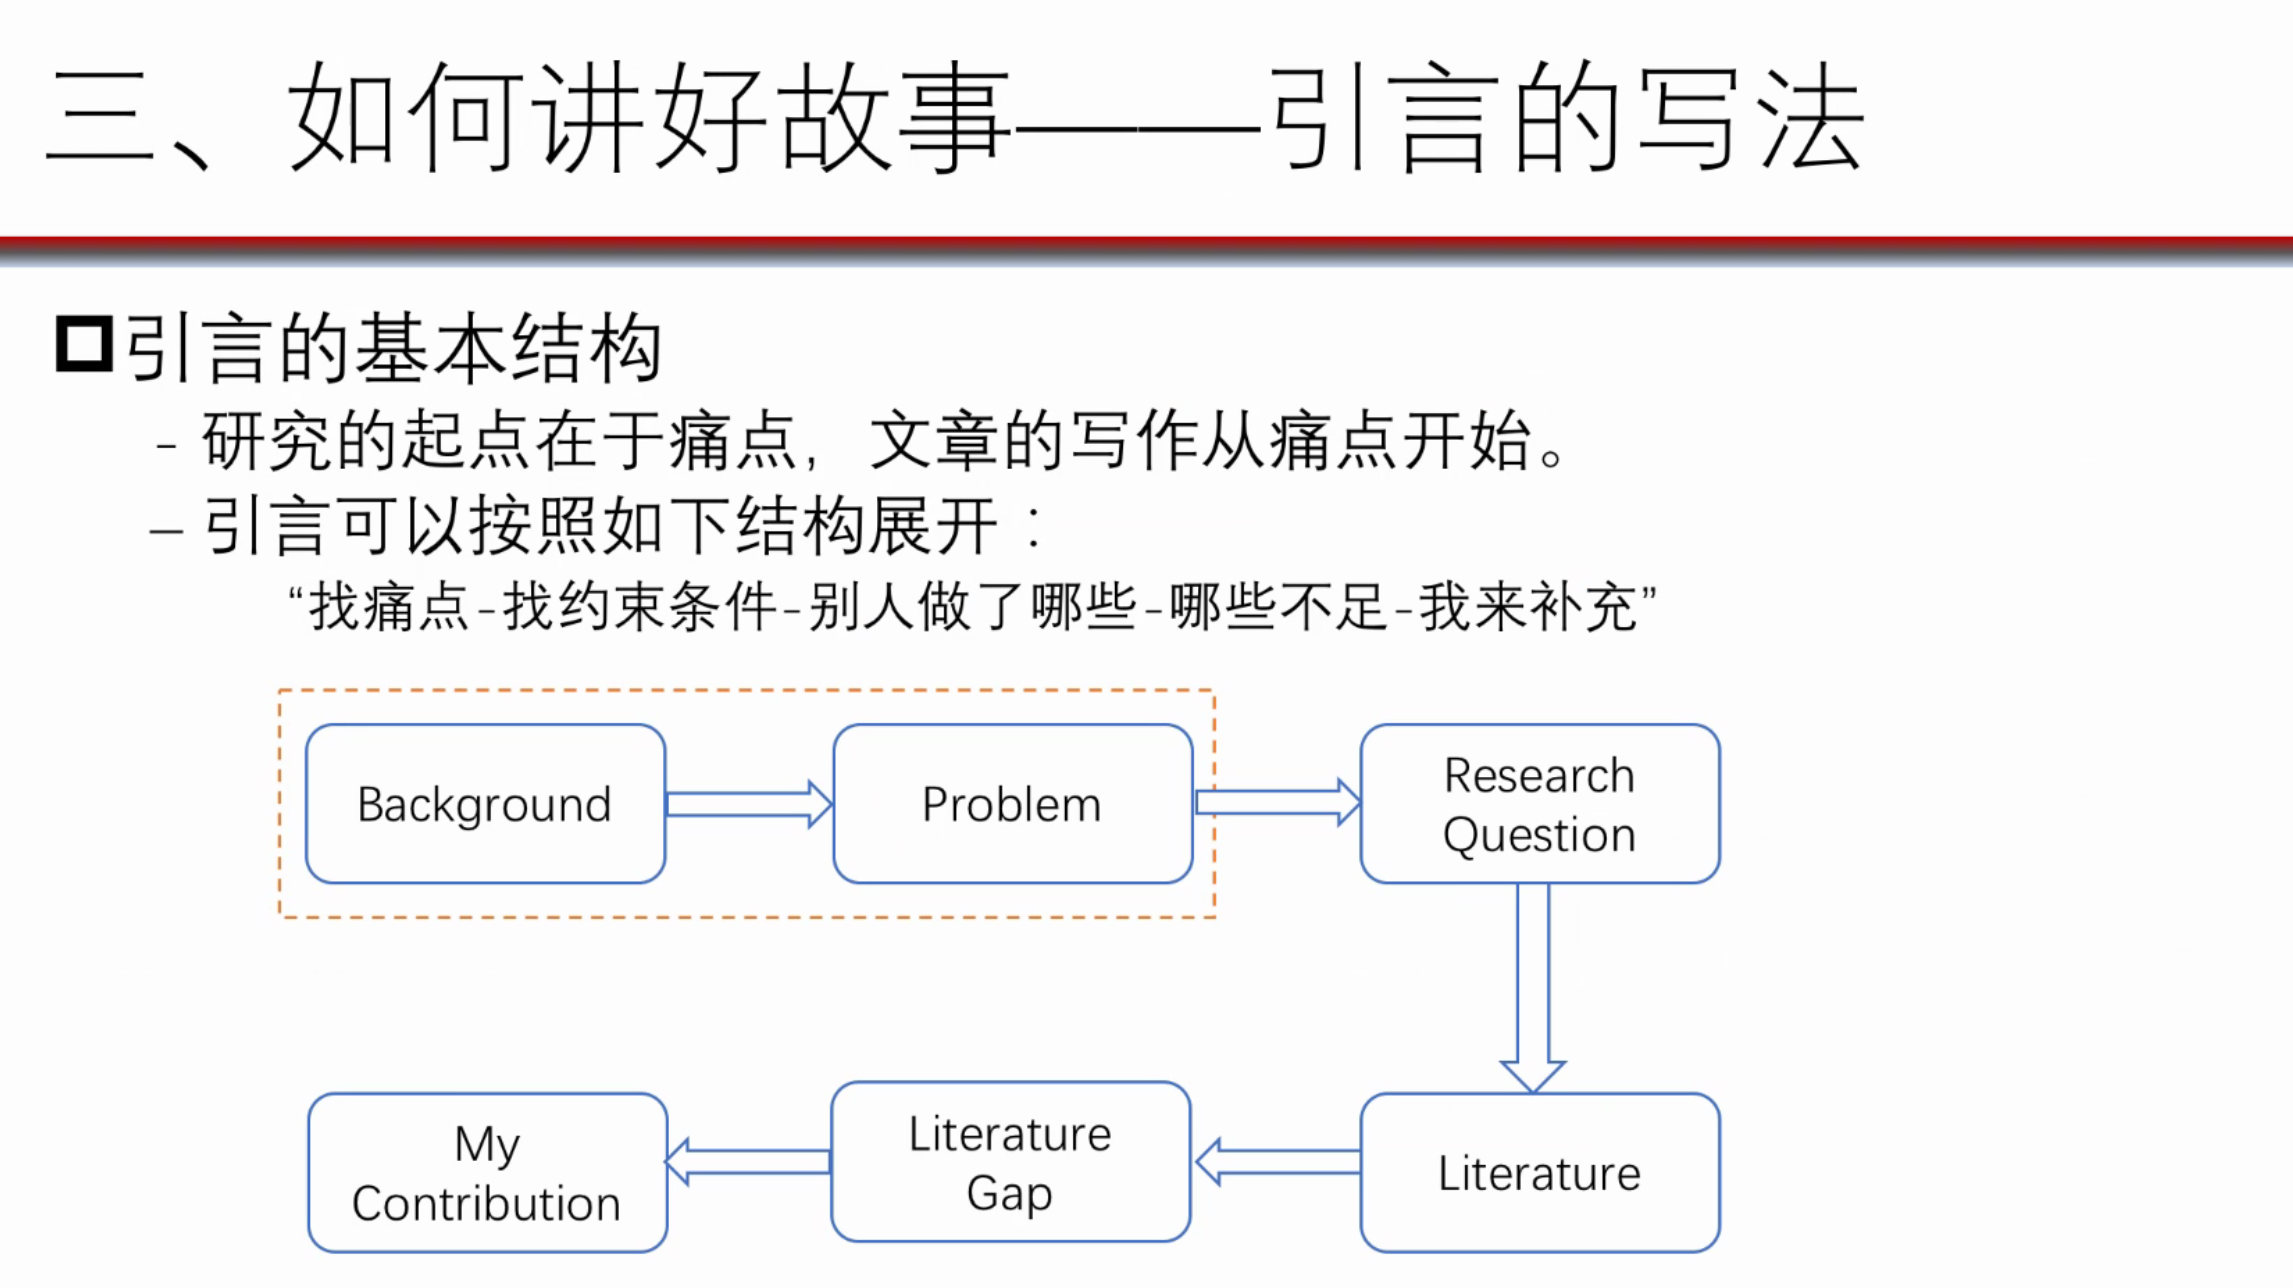 三、如何讲好故事——引言的写法
引言的基本结构
- 研究的起点在于痛点，文章的写作从痛点开始。
– 引言可以按照如下结构展开：
“找痛点-找约束条件-别人做了哪些-哪些不足-我来补充”
Background
Problem
Research
Question
Literature
Literature
Gap
My
Contribution